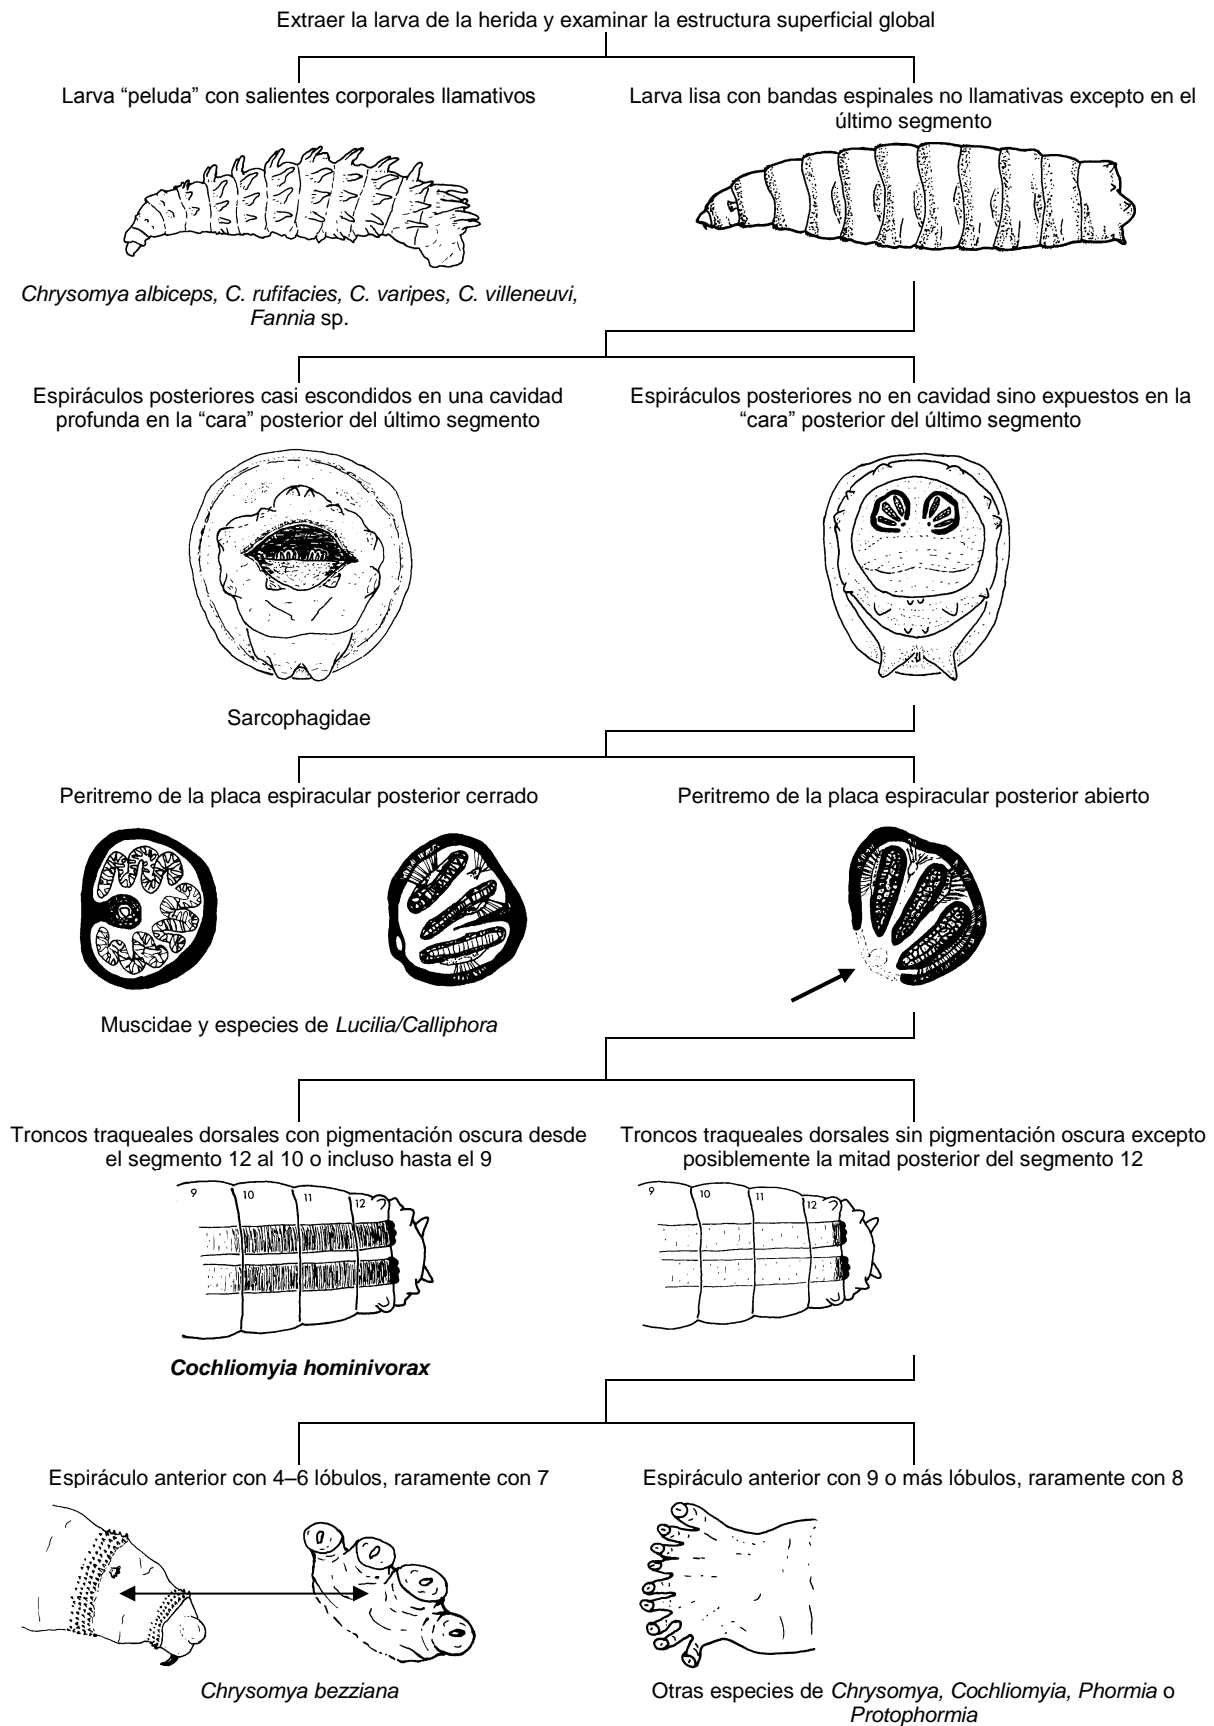 Extraer la larva de la herida y examinar la estructura superficial global
Larva “peluda” con salientes corporales llamativos
Larva lisa con bandas espinales no llamativas excepto en el
último segmento
Chrysomya albiceps, C. rufifacies, C. varipes, C. villeneuvi,
Fannia sp.
Espiráculos posteriores casi escondidos en una cavidad
profunda en la “cara” posterior del último segmento
Espiráculos posteriores no en cavidad sino expuestos en la
“cara” posterior del último segmento
Sarcophagidae
Peritremo de la placa espiracular posterior cerrado
Peritremo de la placa espiracular posterior abierto
Muscidae y especies de Lucilia/Calliphora
Troncos traqueales dorsales con pigmentación oscura desde
el segmento 12 al 10 o incluso hasta el 9
Troncos traqueales dorsales sin pigmentación oscura excepto
posiblemente la mitad posterior del segmento 12
9 10 11 12
9 10 11 12
Cochliomyia hominivorax
Espiráculo anterior con 4–6 lóbulos, raramente con 7
Espiráculo anterior con 9 o más lóbulos, raramente con 8
Chrysomya bezziana
Otras especies de Chrysomya, Cochliomyia, Phormia o
Protophormia